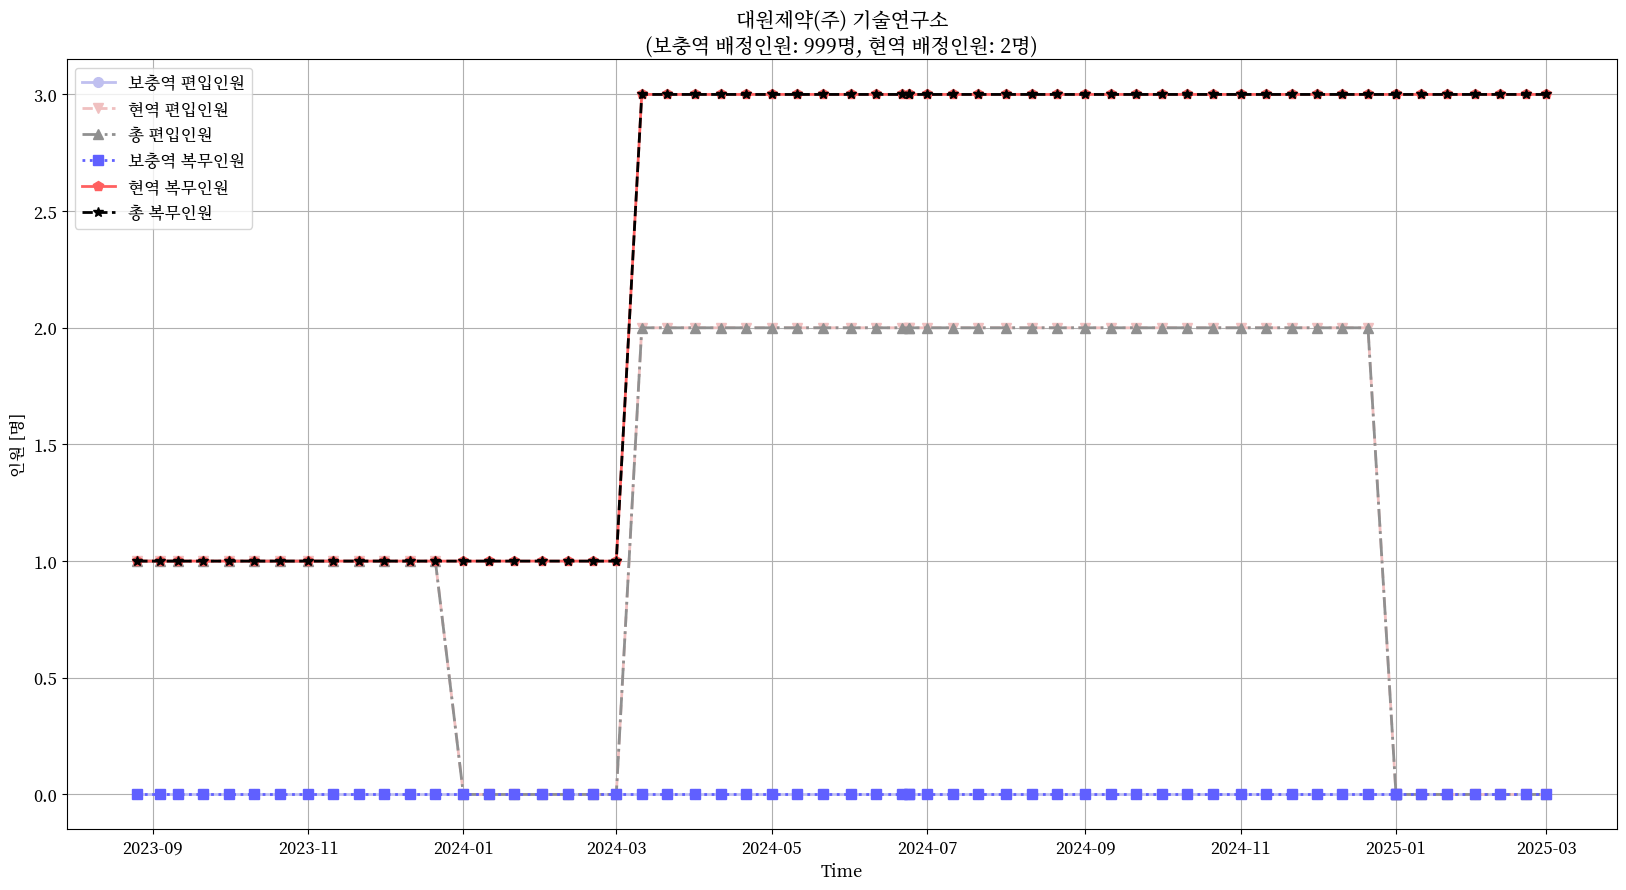 대원제약(주) 기술연구소
(보충역 배정인원: 999명, 현역 배정인원: 2명)
보충역 편입인원
현역 편입인원
총 편입인원
보충역 복무인원
현역 복무인원
총 복무인원
인원 [명]
3.0
2.5
2.0
1.5
1.0
0.5
0.0
2023-09 2023-11 2024-01 2024-03 2024-05 2024-07 2024-09 2024-11 2025-01 2025-03
Time